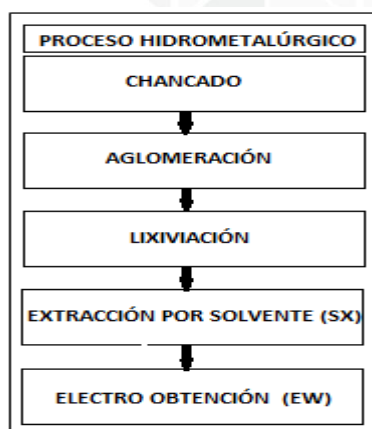 PROCESO HIDROMETALÚRGICO
CHANCADO
AGLOMERACIÓN
LIXIVIACIÓN
EXTRACCIÓN POR SOLVENTE (SX)
ELECTRO OBTENCIÓN (EW)